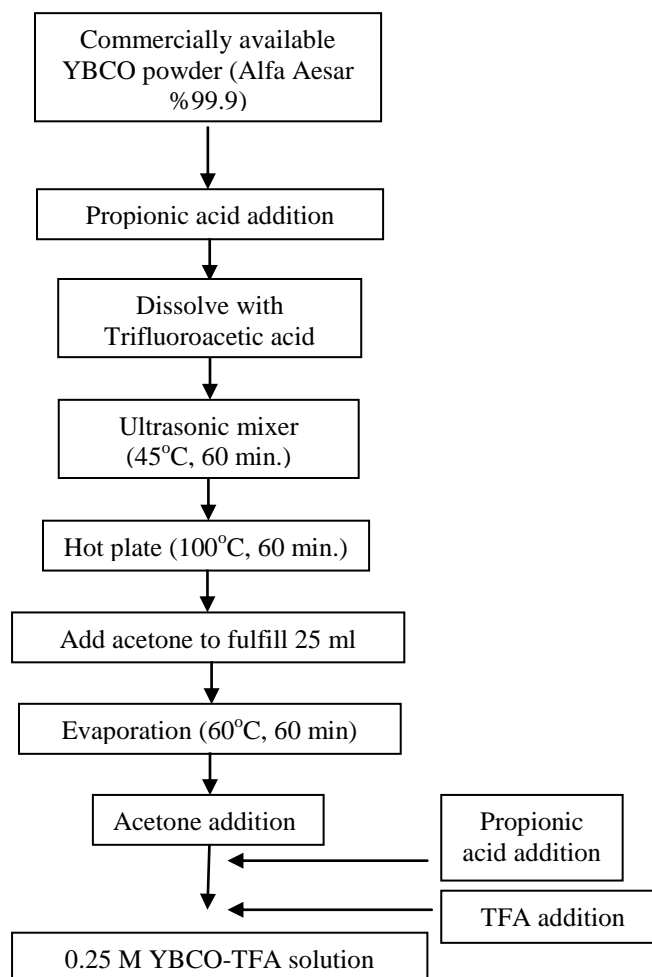 Commercially available
YBCO powder (Alfa Aesar
%99.9)
Propionic acid addition
Dissolve with
Trifluoroacetic acid
Ultrasonic mixer
(45°C, 60 min.)
Hot plate (100°C, 60 min.)
Add acetone to fulfill 25 ml
Evaporation (60°C, 60 min)
Acetone addition
Propionic
acid addition
TFA addition
0.25 M YBCO-TFA solution